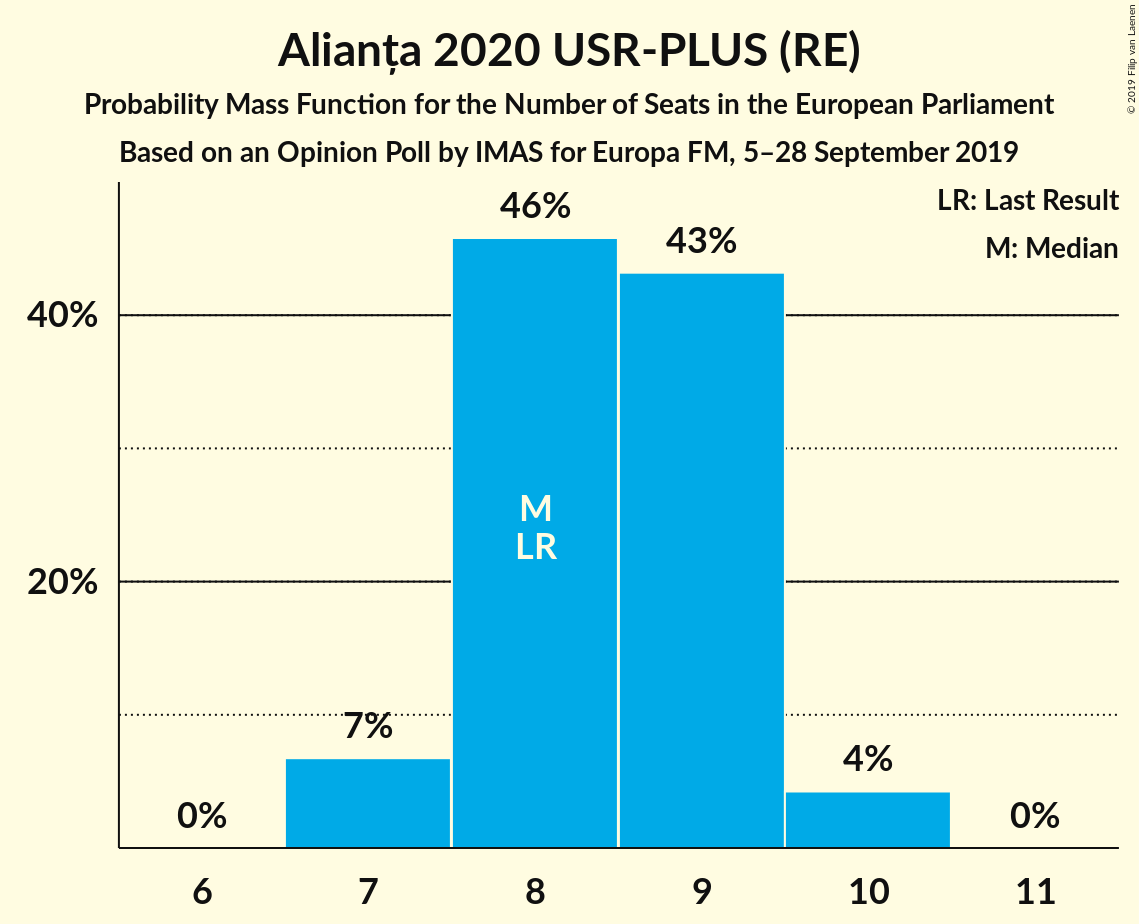 Alianța 2020 USR-PLUS (RE)
Probability Mass Function for the Number of Seats in the European Parliament
Based on an Opinion Poll by IMAS for Europa FM, 5–28 September 2019
© 2019 Filip van Laenen
LR: Last Result
M: Median
46%
43%
40%
M
LR
20%
7%
4%
0%
0%
6
7
8
9
10
11